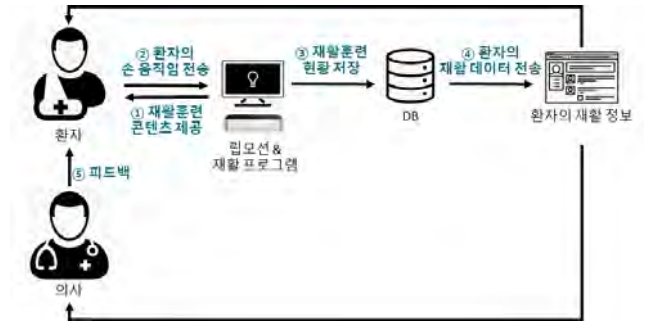 ② 환자의
손 움직임 전송
① 재활훈련
콘텐츠 제공
환자
립모션 &
재활 프로그램
③ 재활훈련
현황 저장
DB
④ 환자의
재활 데이터 전송
환자의 재활 정보
⑤ 피드백
의사